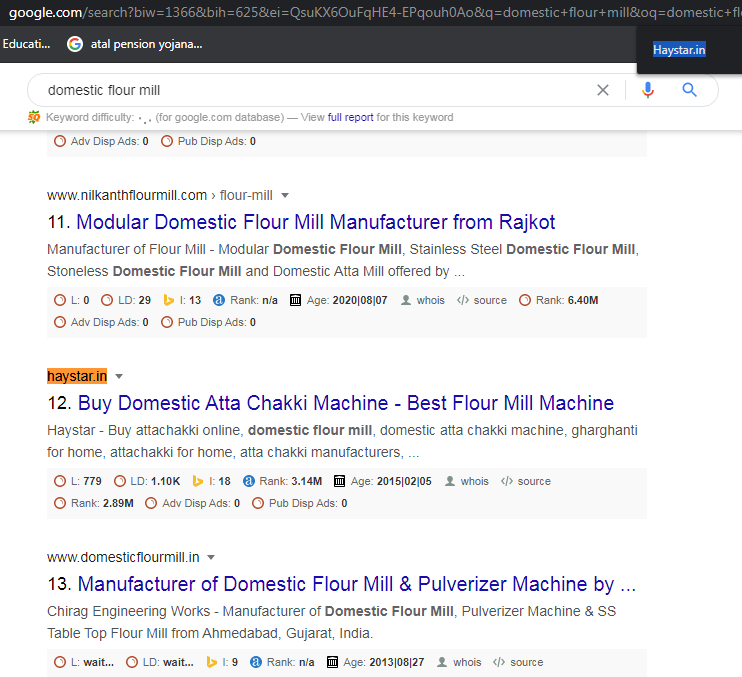 google.com/search?biw=1366&bih=625&ei=QsuKX6OuFqHE4-EPqouh0Ao&q=domestic+flour+mill&oq=domestic+fl
Educati... atal pension yojana... Haystar.in
domestic flour mill
Keyword difficulty: (for google.com database) — View full report for this keyword
Adv Disp Ads: 0 Pub Disp Ads: 0
www.nilkanthflourmill.com › flour-mill
11. Modular Domestic Flour Mill Manufacturer from Rajkot
Manufacturer of Flour Mill - Modular Domestic Flour Mill, Stainless Steel Domestic Flour Mill,
Stoneless Domestic Flour Mill and Domestic Atta Mill offered by ...
L: 0 LD: 29 I: 13 Rank: n/a Age: 2020|08|07 whois source Rank: 6.40M
Adv Disp Ads: 0 Pub Disp Ads: 0
haystar.in
12. Buy Domestic Atta Chakki Machine - Best Flour Mill Machine
Haystar - Buy attachakki online, domestic flour mill, domestic atta chakki machine, gharghanti
for home, attachakki for home, atta chakki manufacturers, ...
L: 779 LD: 1.10K I: 18 Rank: 3.14M Age: 2015|02|05 whois source
Rank: 2.89M Adv Disp Ads: 0 Pub Disp Ads: 0
www.domesticflourmill.in
13. Manufacturer of Domestic Flour Mill & Pulverizer Machine by ...
Chirag Engineering Works - Manufacturer of Domestic Flour Mill, Pulverizer Machine & SS
Table Top Flour Mill from Ahmedabad, Gujarat, India.
L: wait... LD: wait... I: 9 Rank: n/a Age: 2013|08|27 whois source